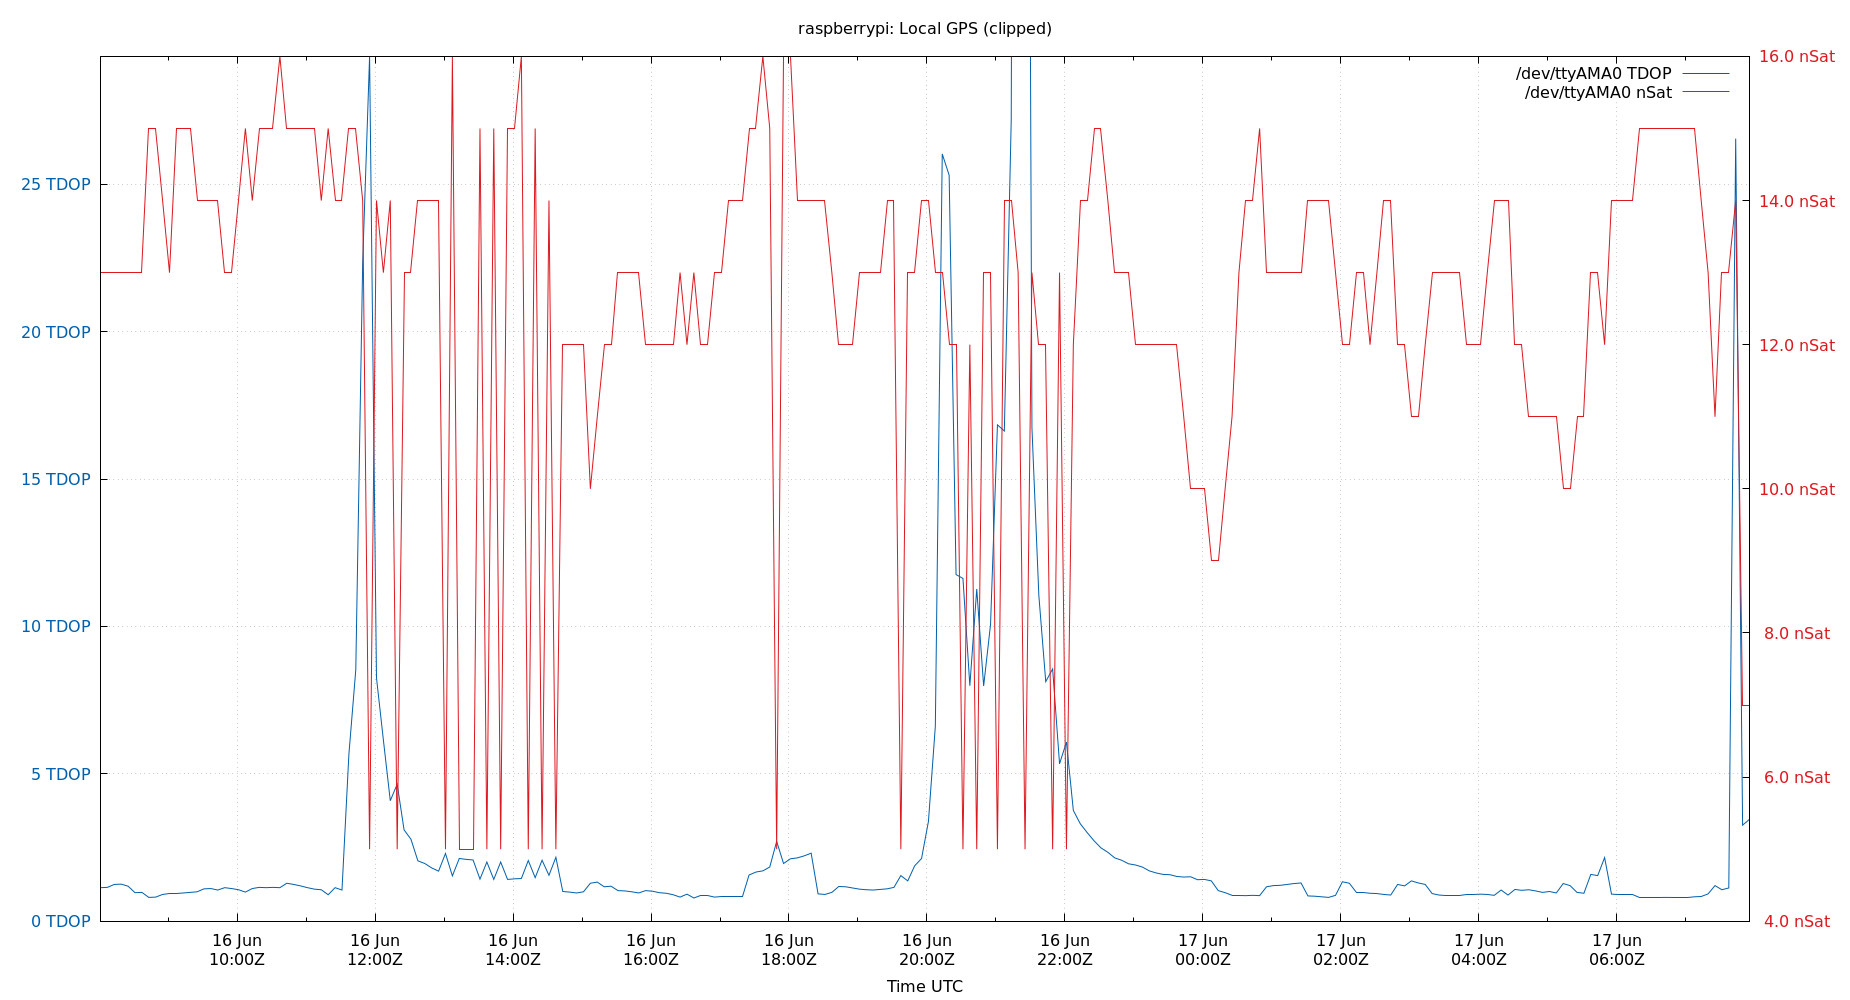 raspberrypi: Local GPS (clipped)
/dev/ttyAMA0 TDOP
/dev/ttyAMA0 nSat
25 TDOP
20 TDOP
15 TDOP
10 TDOP
5 TDOP
0 TDOP
16.0 nSat
14.0 nSat
12.0 nSat
10.0 nSat
8.0 nSat
6.0 nSat
4.0 nSat
16 Jun
10:00Z
16 Jun
12:00Z
16 Jun
14:00Z
16 Jun
16:00Z
16 Jun
18:00Z
16 Jun
20:00Z
16 Jun
22:00Z
17 Jun
00:00Z
17 Jun
02:00Z
17 Jun
04:00Z
17 Jun
06:00Z
Time UTC